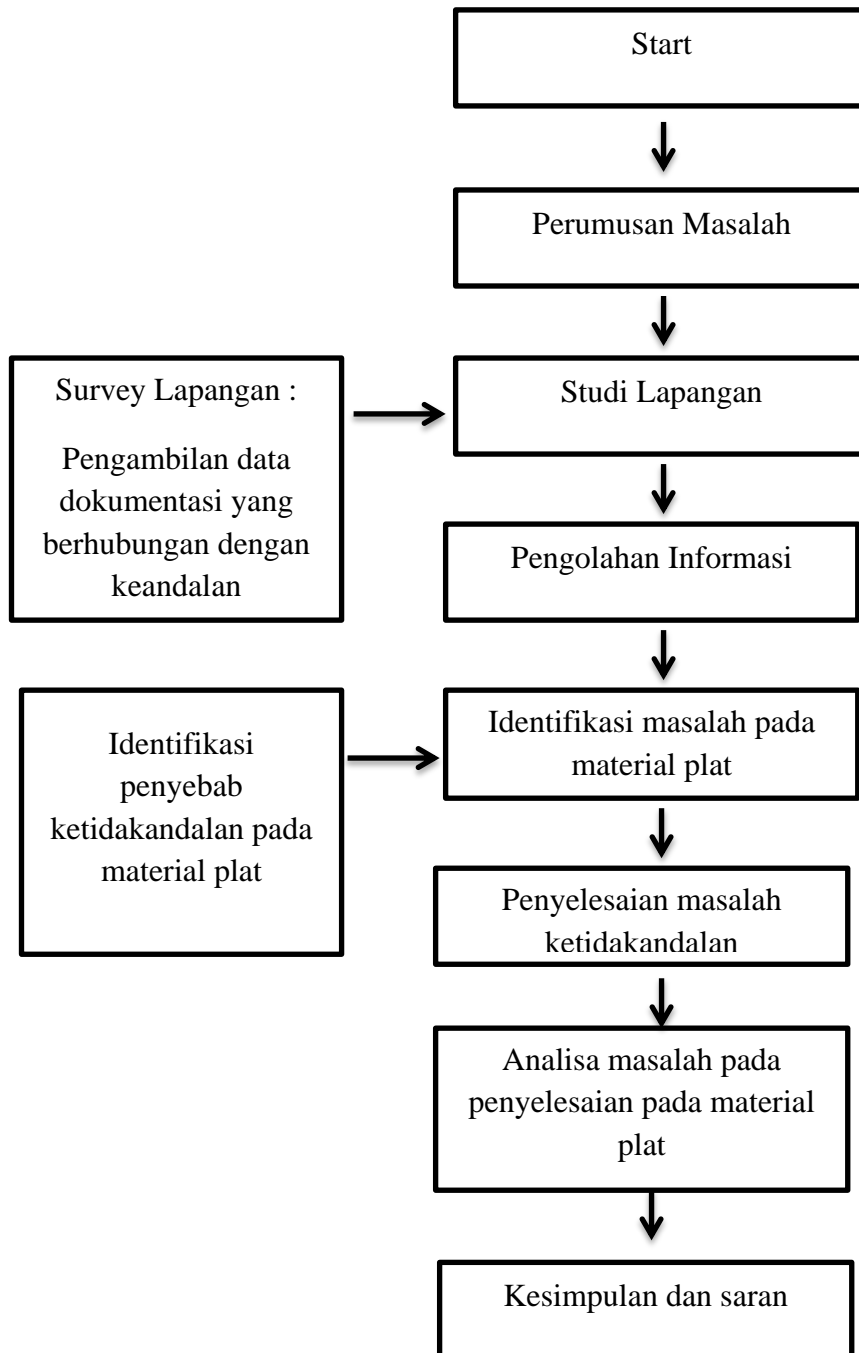 Start
Perumusan Masalah
Survey Lapangan :
Pengambilan data
dokumentasi yang
berhubungan dengan
keandalan
Studi Lapangan
Pengolahan Informasi
Identifikasi
penyebab
ketidakandalan pada
material plat
Identifikasi masalah pada
material plat
Penyelesaian masalah
ketidakandalan
Analisa masalah pada
penyelesaian pada material
plat
Kesimpulan dan saran